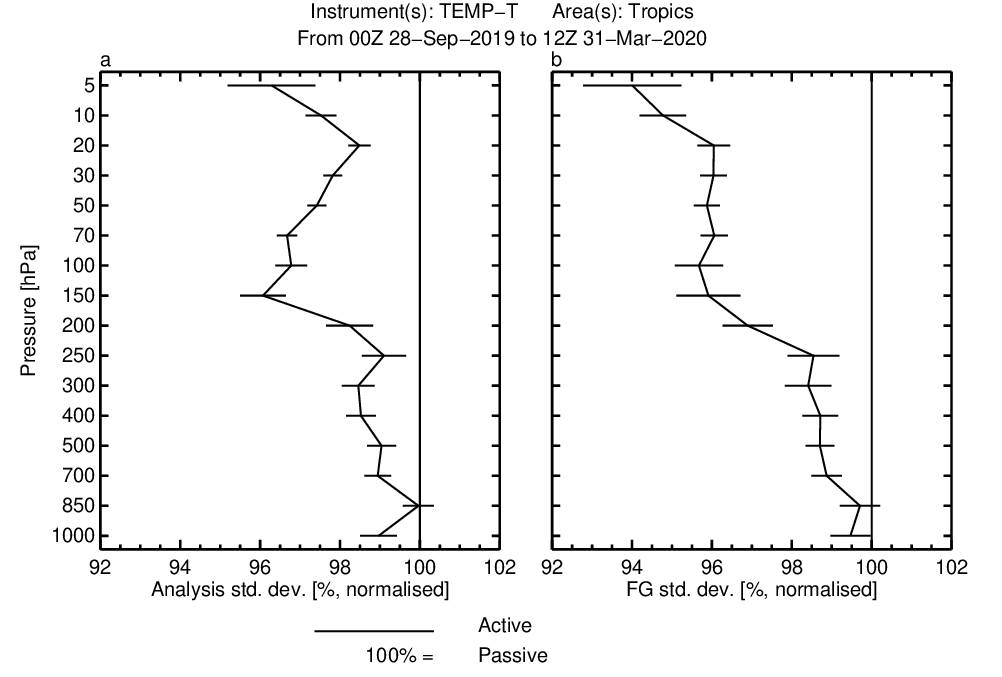 Instrument(s): TEMP−T Area(s): Tropics
From 00Z 28−Sep−2019 to 12Z 31−Mar−2020
a b
5
10
20
30
50
70
100
150
200
250
300
400
500
700
850
1000
Pressure [hPa]
92 94 96 98 100 102 92 94 96 98 100 102
Analysis std. dev. [%, normalised] FG std. dev. [%, normalised]
Active
100% = Passive